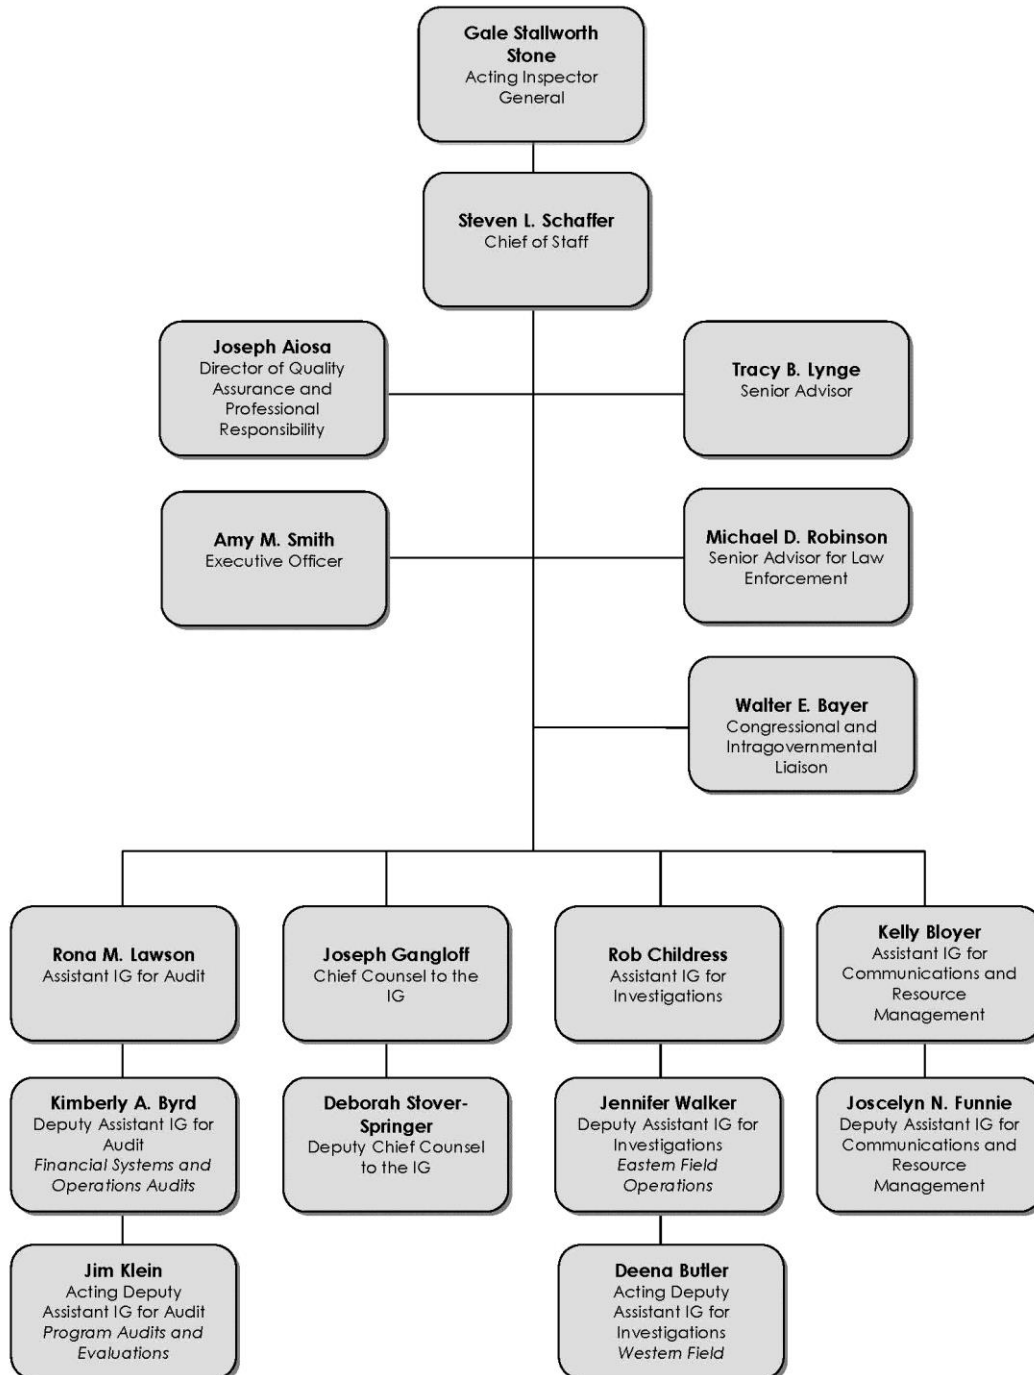 Gale Stallworth
Stone
Acting Inspector
General
Steven L. Schaffer
Chief of Staff
Joseph Aiosa
Director of Quality
Assurance and
Professional
Responsibility
Tracy B. Lynge
Senior Advisor
Amy M. Smith
Executive Officer
Michael D. Robinson
Senior Advisor for Law
Enforcement
Walter E. Bayer
Congressional and
Intragovernmental
Liaison
Rona M. Lawson
Assistant IG for Audit
Joseph Gangloff
Chief Counsel to the
IG
Rob Childress
Assistant IG for
Investigations
Kelly Bloyer
Assistant IG for
Communications and
Resource
Management
Kimberly A. Byrd
Deputy Assistant IG for
Audit
Financial Systems and
Operations Audits
Deborah Stover-
Springer
Deputy Chief Counsel
to the IG
Jennifer Walker
Deputy Assistant IG for
Investigations
Eastern Field
Operations
Joscelyn N. Funnie
Deputy Assistant IG for
Communications and
Resource
Management
Jim Klein
Acting Deputy
Assistant IG for Audit
Program Audits and
Evaluations
Deena Butler
Acting Deputy
Assistant IG for
Investigations
Western Field